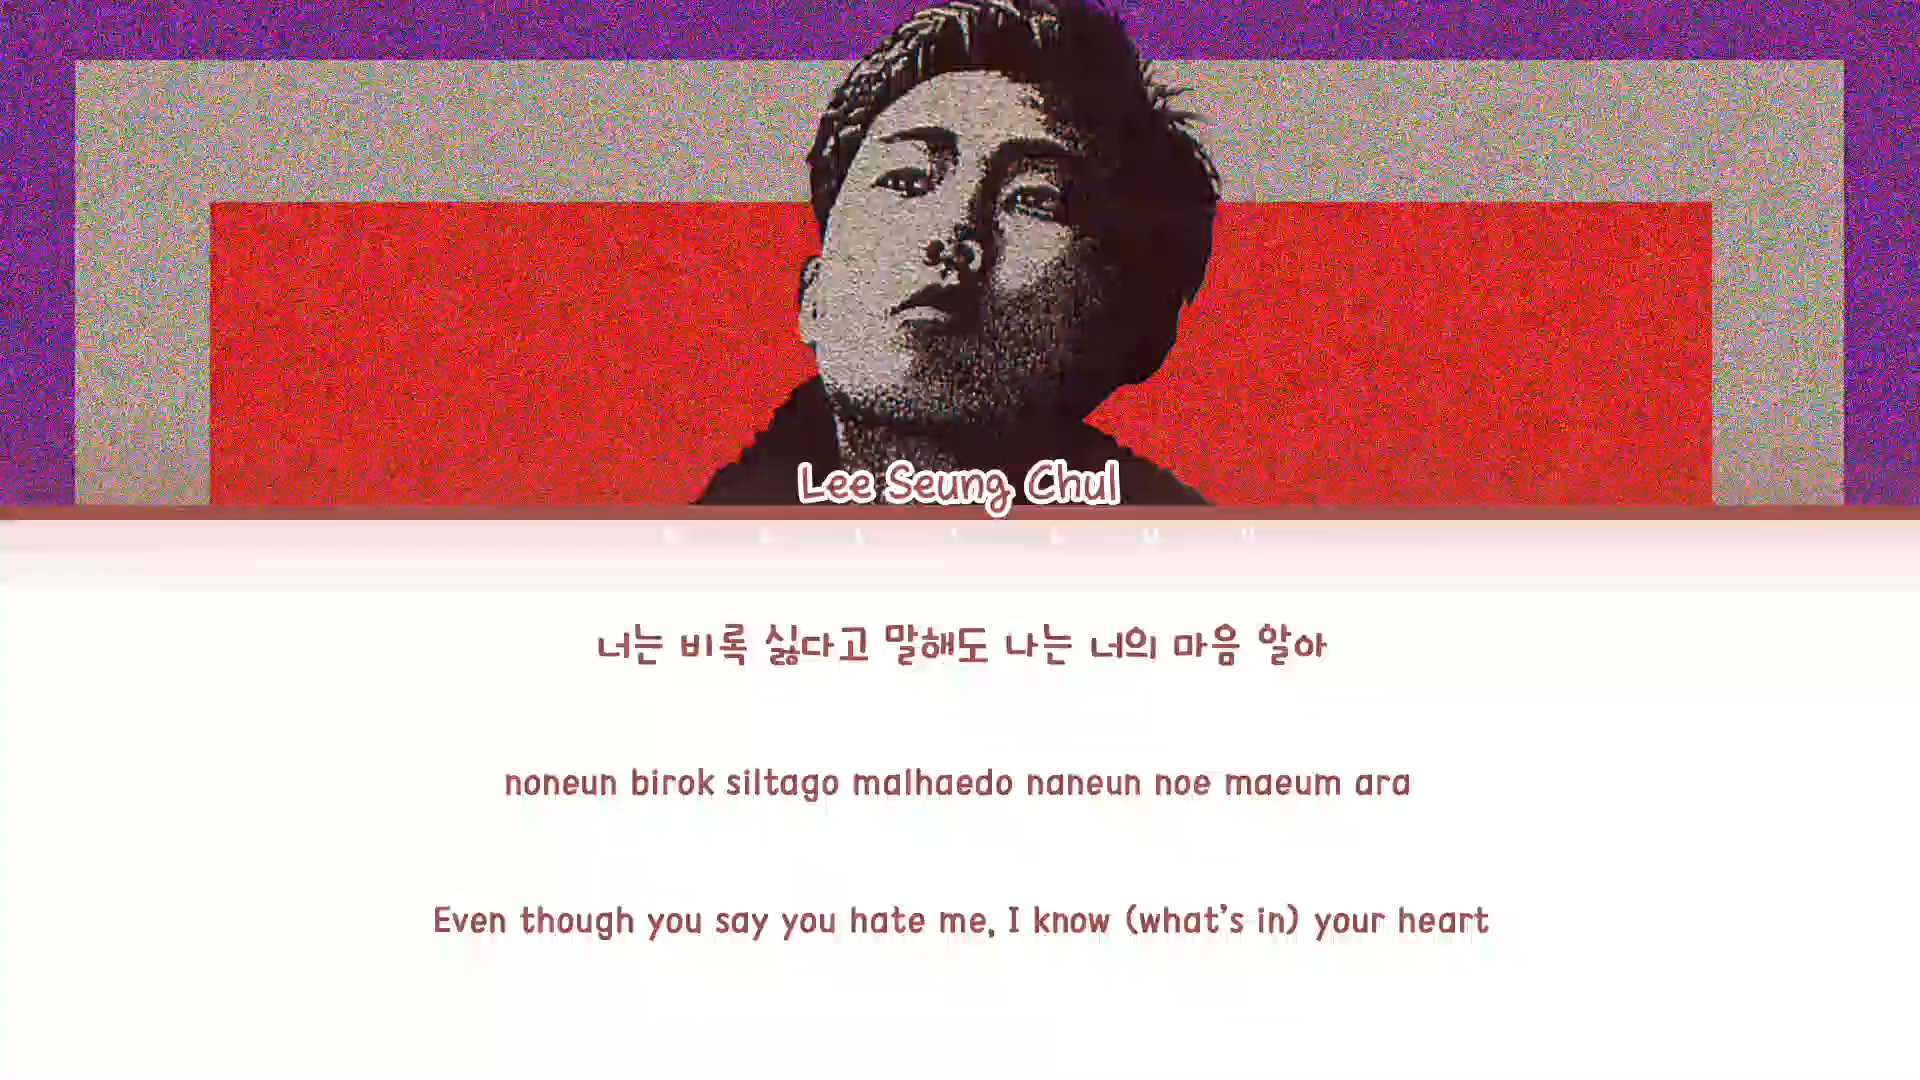 Lee Seung Chul
너는 비록 싫다고 말해도 나는 너의 마음 알아
noneun birok siltago malhaedo naneun noe maeum ara
Even though you say you hate me, I know (what's in) your heart